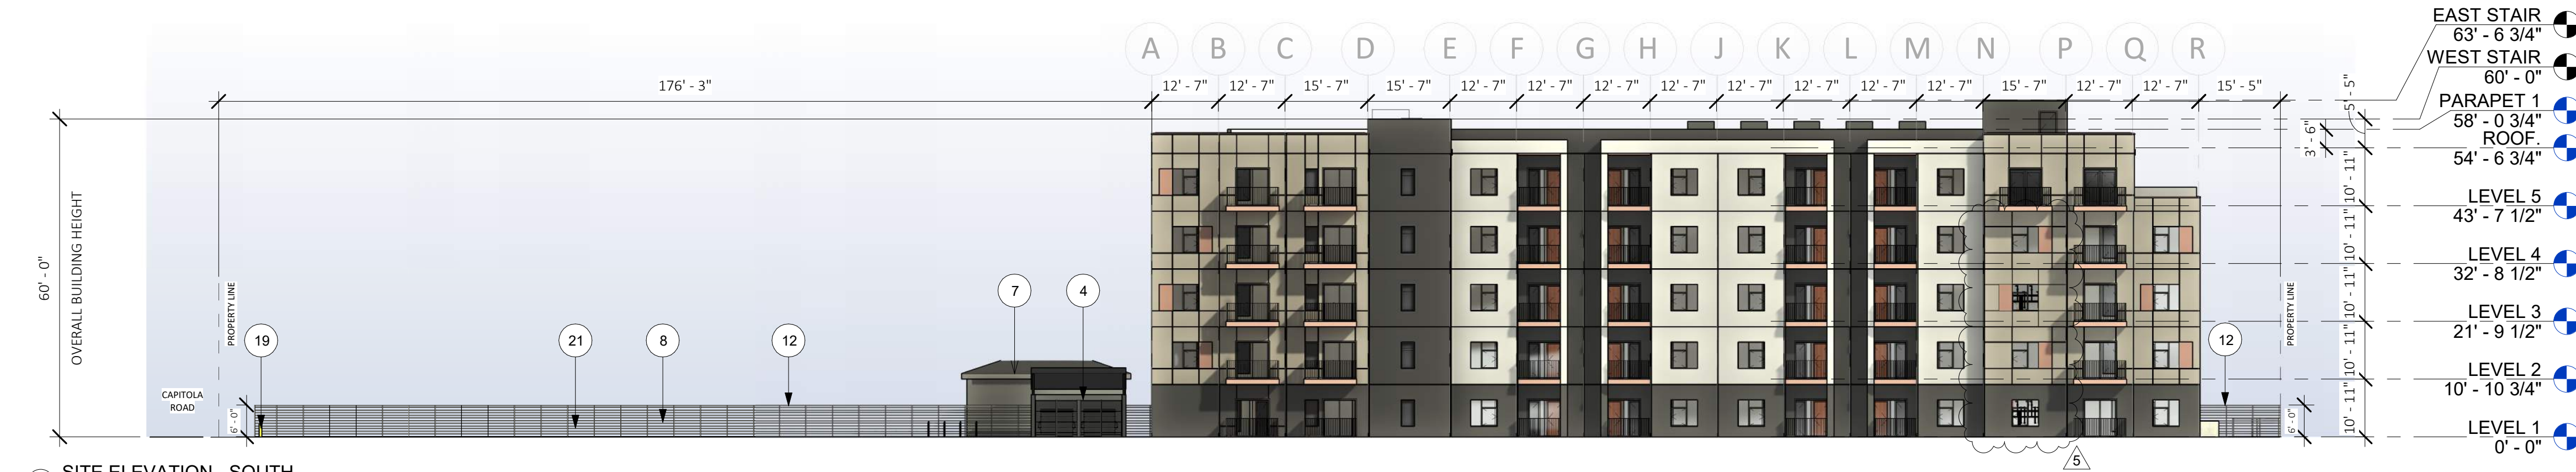 A B C D E F G H J K L M N P Q R
176' - 3" 12' - 7" 12' - 7" 15' - 7" 15' - 7" 12' - 7" 12' - 7" 12' - 7" 12' - 7" 12' - 7" 12' - 7" 12' - 7" 15' - 7" 12' - 7" 12' - 7" 15' - 5"
EAST STAIR
63' - 6 3/4"
WEST STAIR
60' - 0"
PARAPET 1
58' - 0 3/4"
ROOF.
54' - 6 3/4"
LEVEL 5
43' - 7 1/2"
LEVEL 4
32' - 8 1/2"
LEVEL 3
21' - 9 1/2"
LEVEL 2
10' - 10 3/4"
LEVEL 1
0' - 0"
5' - 5"
3' - 6"
10' - 11"
10' - 11"
10' - 11"
10' - 11"
10' - 11"
60' - 0"
OVERALL BUILDING HEIGHT
PROPERTY LINE
CAPITOLA
ROAD
6' - 0"
19
21
8
12
7
4
12
PROPERTY LINE
6' - 0"
5
SITE ELEVATION - SOUTH